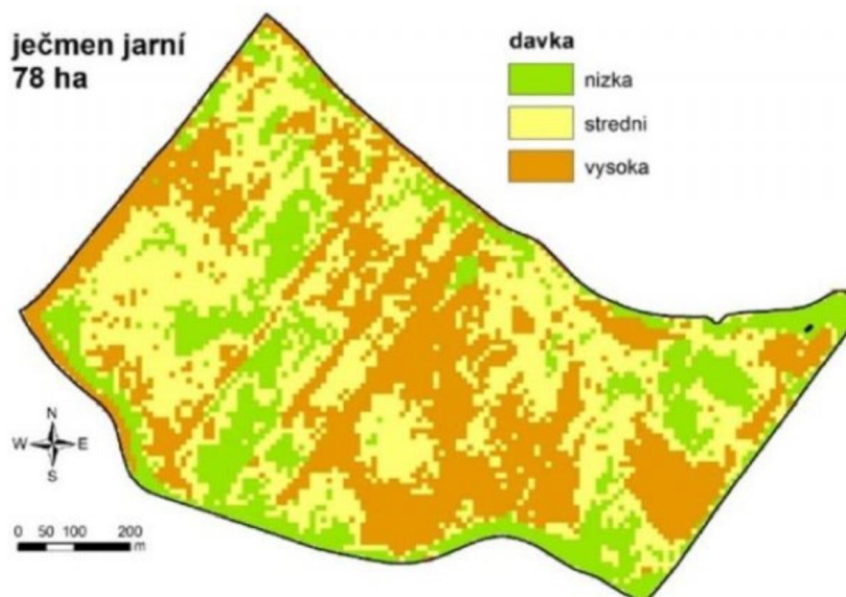 ječmen jarní
78 ha
davka
nizka
stredni
vysoka
N
W E
S
0 50 100 200
m